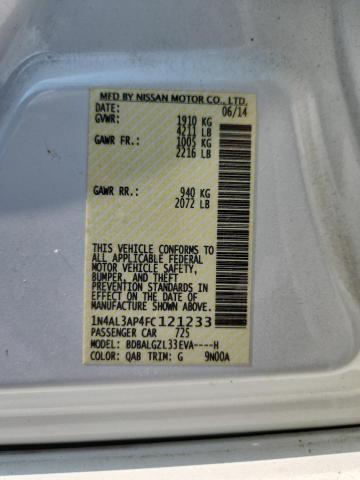 MFD BY NISSAN MOTOR CO., LTD.
DATE: 06/14
GVWR: 1910 KG
4211 LB
GAWR FR.: 1005 KG
2216 LB
GAWR RR.: 940 KG
2072 LB
THIS VEHICLE CONFORMS TO
ALL APPLICABLE FEDERAL
MOTOR VEHICLE SAFETY,
BUMPER, AND THEFT
PREVENTION STANDARDS IN
EFFECT ON THE DATE OF
MANUFACTURE SHOWN ABOVE.
1N4AL3AP4FC121233
PASSENGER CAR 725
MODEL: BDBALGZL33EVA----H
COLOR: QAB TRIM: G 9N00A